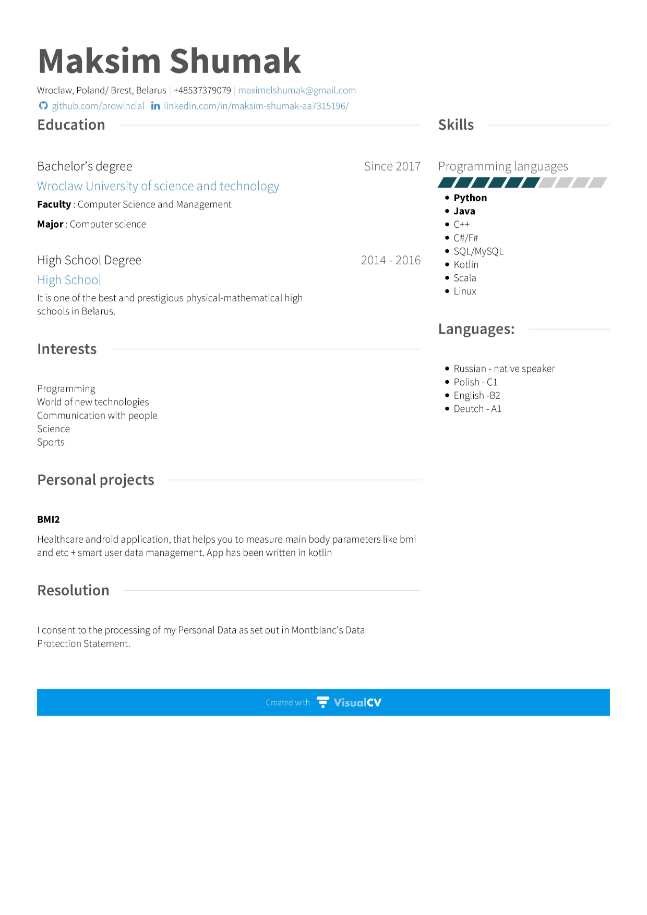 Maksim Shumak
Wroclaw, Poland/ Brest, Belarus | +48537379079 | maximelshumak@gmail.com
github.com/prowincial linkedin.com/in/maksim-shumak-aa7315196/
Education
Bachelor's degree Since 2017
Wroclaw University of science and technology
Faculty : Computer Science and Management
Major : Computer science
High School Degree 2014 - 2016
High School
It is one of the best and prestigious physical-mathematical high
schools in Belarus.
Interests
Programming
World of new technologies
Communication with people
Science
Sports
Personal projects
BMI2
Healthcare android application, that helps you to measure main body parameters like bmi
and etc + smart user data management. App has been written in kotlin
Resolution
I consent to the processing of my Personal Data as set out in Montblanc's Data
Protection Statement.
Skills
Programming languages
• Python
• Java
• C++
• C#/F#
• SQL/MySQL
• Kotlin
• Scala
• Linux
Languages:
• Russian - native speaker
• Polish - C1
• English -B2
• Deutch - A1
Created with VisualCV